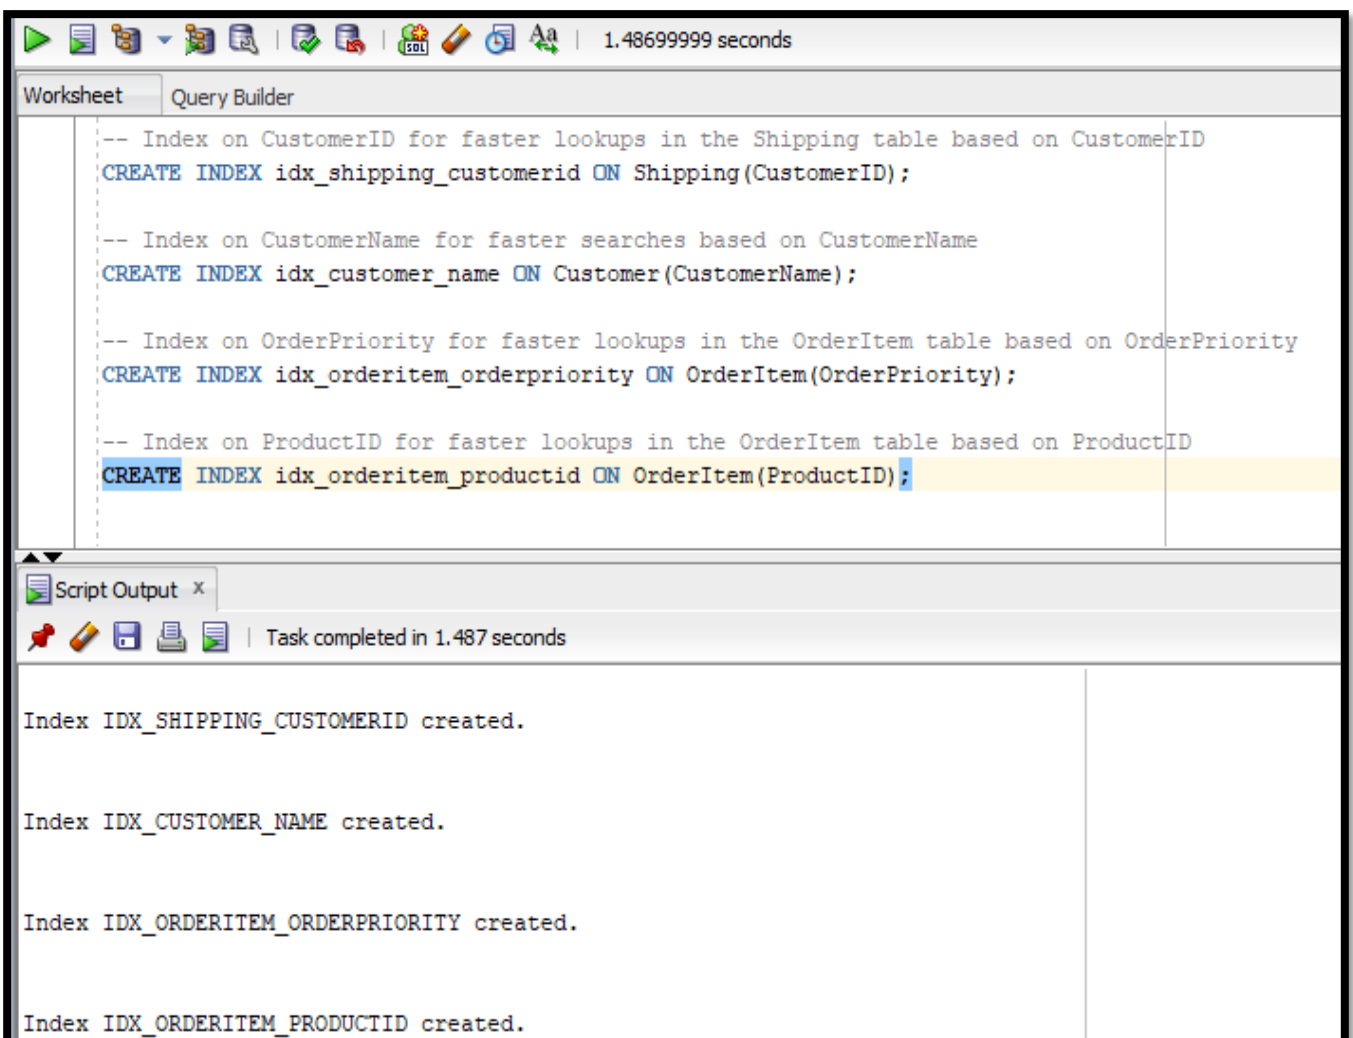 1.48699999 seconds
Worksheet Query Builder
-- Index on CustomerID for faster lookups in the Shipping table based on CustomerID
CREATE INDEX idx_shipping_customerid ON Shipping(CustomerID);
-- Index on CustomerName for faster searches based on CustomerName
CREATE INDEX idx_customer_name ON Customer(CustomerName);
-- Index on OrderPriority for faster lookups in the OrderItem table based on OrderPriority
CREATE INDEX idx_orderitem_orderpriority ON OrderItem(OrderPriority);
-- Index on ProductID for faster lookups in the OrderItem table based on ProductID
CREATE INDEX idx_orderitem_productid ON OrderItem(ProductID);
Script Output x
Task completed in 1.487 seconds
Index IDX_SHIPPING_CUSTOMERID created.
Index IDX_CUSTOMER_NAME created.
Index IDX_ORDERITEM_ORDERPRIORITY created.
Index IDX_ORDERITEM_PRODUCTID created.